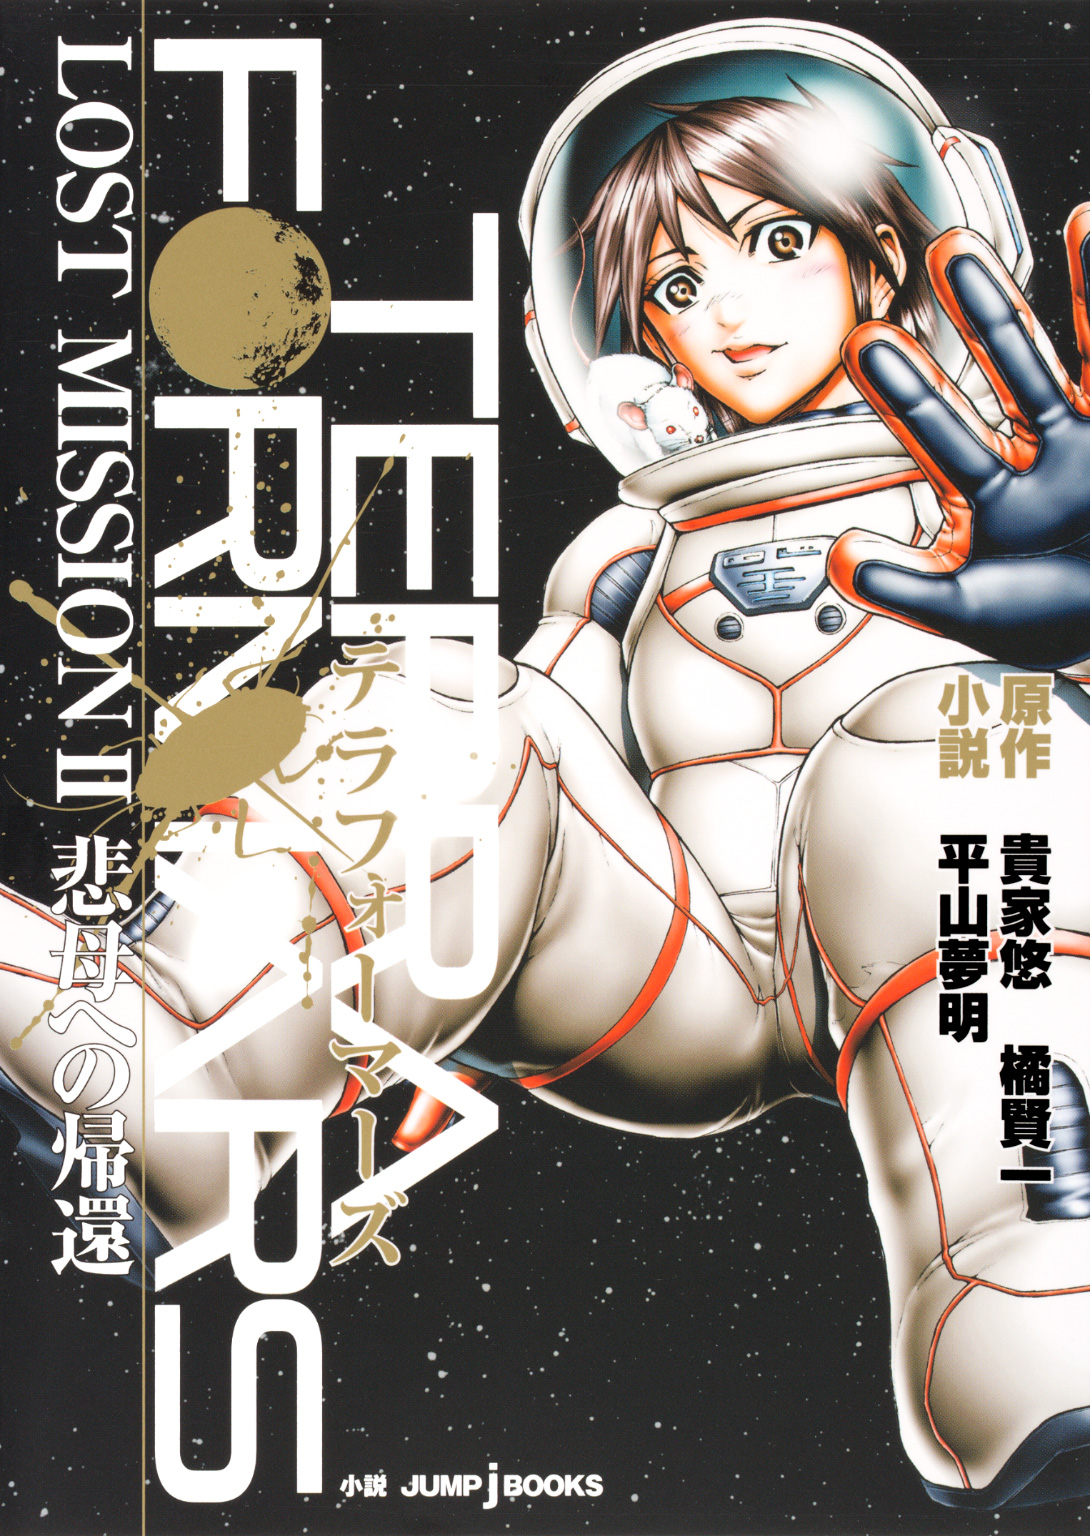 TERRA
FORMARS
テラフォーマーズ
LOST MISSION II 悲母への帰還
原作 貴家悠 橘賢一
小説 平山夢明
小説 JUMP j BOOKS